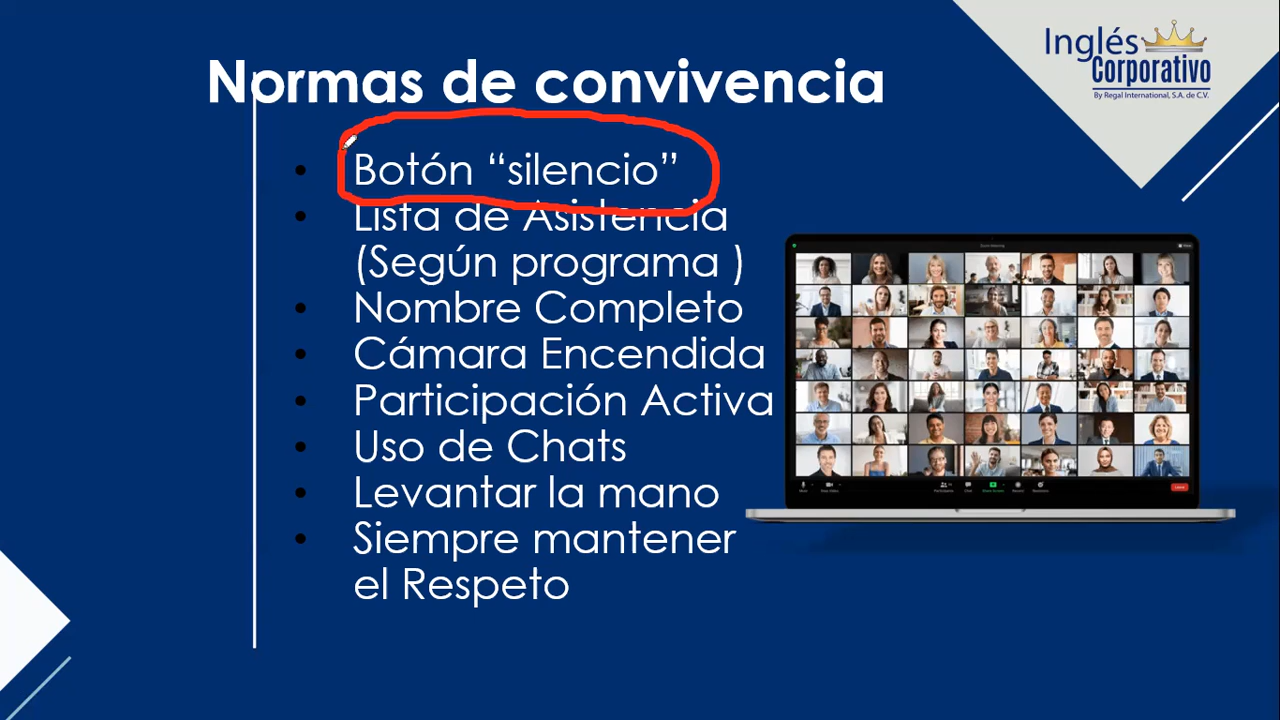 Inglés
Corporativo
By Regal International, S.A. de C.V.
Normas de convivencia
• Botón “silencio”
• Lista de Asistencia
(Según programa )
• Nombre Completo
• Cámara Encendida
• Participación Activa
• Uso de Chats
• Levantar la mano
• Siempre mantener
el Respeto